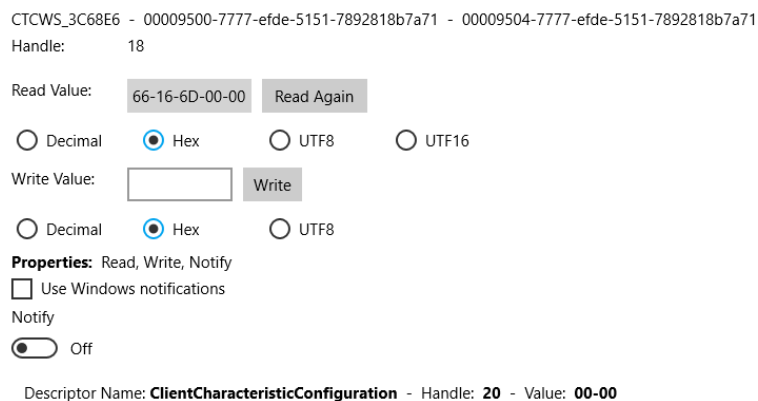 CTCWS_3C68E6 - 00009500-7777-efde-5151-7892818b7a71 - 00009504-7777-efde-5151-7892818b7a71
Handle: 18
Read Value: 66-16-6D-00-00 Read Again
Decimal Hex UTF8 UTF16
Write Value: Write
Decimal Hex UTF8
Properties: Read, Write, Notify
Use Windows notifications
Notify
Off
Descriptor Name: ClientCharacteristicConfiguration - Handle: 20 - Value: 00-00